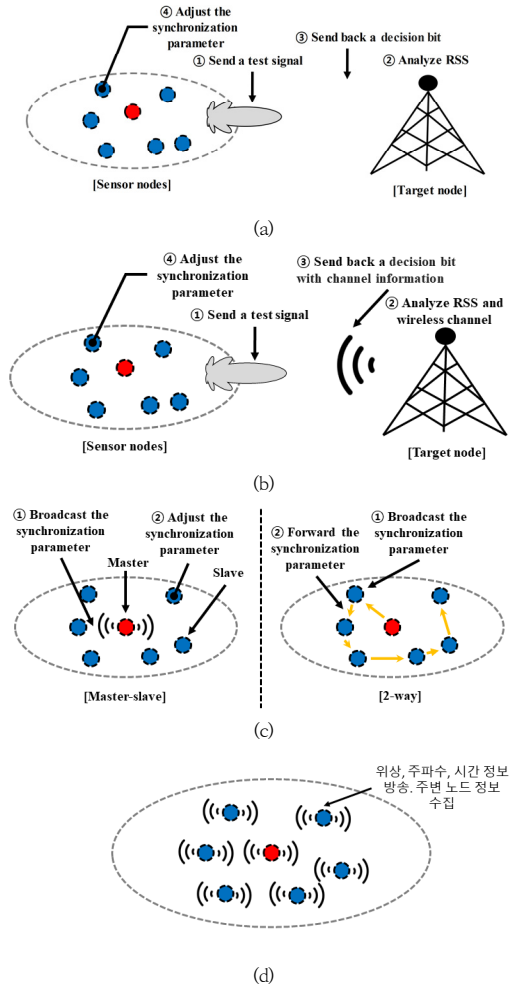 ④ Adjust the
synchronization
parameter
③ Send back a decision bit
① Send a test signal
② Analyze RSS
[Sensor nodes]
[Target node]
(a)
④ Adjust the
synchronization
parameter
③ Send back a decision bit
with channel information
① Send a test signal
② Analyze RSS and
wireless channel
[Sensor nodes]
[Target node]
(b)
① Broadcast the
synchronization
parameter
② Adjust the
synchronization
parameter
Master
Slave
[Master-slave]
① Broadcast the
synchronization
parameter
② Forward the
synchronization
parameter
[2-way]
(c)
위상, 주파수, 시간 정보
방송. 주변 노드 정보
수집
(d)